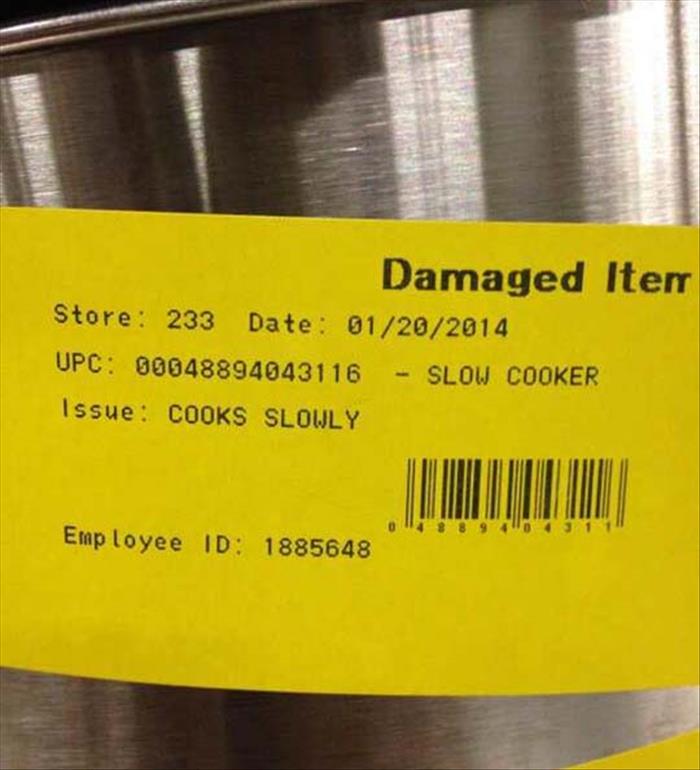 Damaged Item
Store: 233 Date: 01/20/2014
UPC: 00048894043116 - SLOW COOKER
Issue: COOKS SLOWLY
0 48894 04311
Employee ID: 1885648